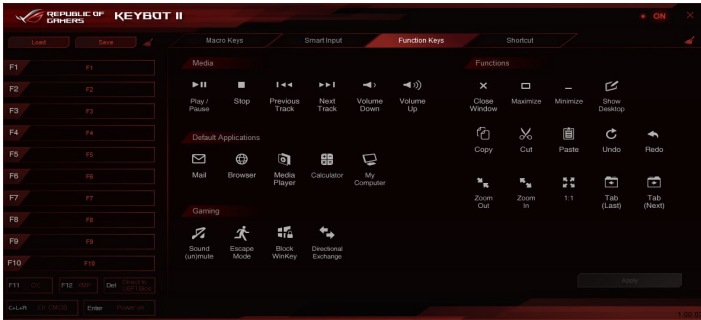 REPUBLIC OF
GAMERS
KEYBOT II
ON
Load
Save
Macro Keys
Smart Input
Function Keys
Shortcut
F1
F1
F2
F2
F3
F3
F4
F4
F5
F5
F6
F6
F7
F7
F8
F8
F9
F9
F10
F10
F11
F12
Del
Direct to
Enter
Media
Play /
Pause
Stop
Previous
Track
Next
Track
Volume
Down
Volume
Up
Default Applications
Mail
Browser
Media
Player
Calculator
My
Computer
Gaming
Sound
(un)mute
Escape
Mode
Block
WinKey
Directional
Exchange
Functions
Close
Window
Maximize
Minimize
Show
Desktop
Copy
Cut
Paste
Undo
Redo
Zoom
Out
Zoom
In
1:1
Tab
(Last)
Tab
(Next)
Apply